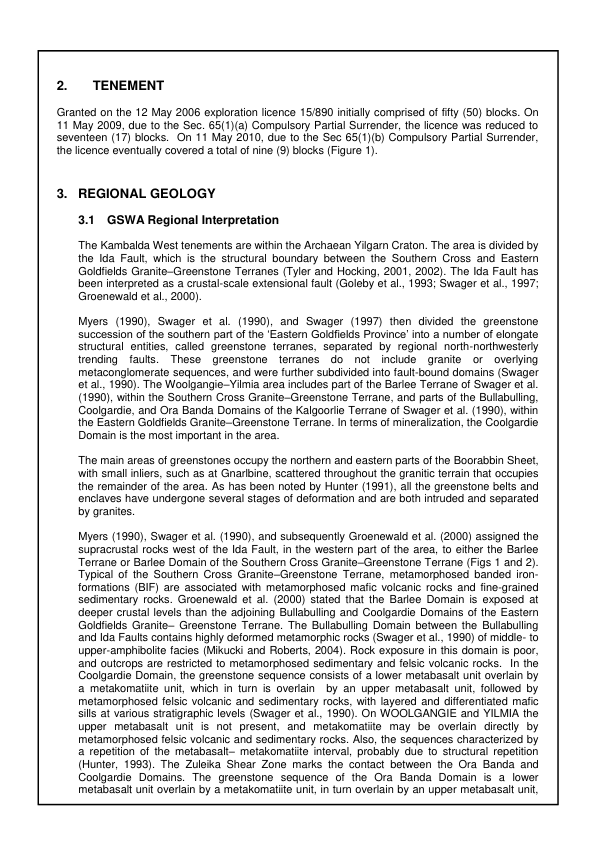 2. TENEMENT
Granted on the 12 May 2006 exploration licence 15/890 initially comprised of fifty (50) blocks. On
11 May 2009, due to the Sec. 65(1)(a) Compulsory Partial Surrender, the licence was reduced to
seventeen (17) blocks. On 11 May 2010, due to the Sec 65(1)(b) Compulsory Partial Surrender,
the licence eventually covered a total of nine (9) blocks (Figure 1).
3. REGIONAL GEOLOGY
3.1 GSWA Regional Interpretation
The Kambalda West tenements are within the Archaean Yilgarn Craton. The area is divided by
the Ida Fault, which is the structural boundary between the Southern Cross and Eastern
Goldfields Granite–Greenstone Terranes (Tyler and Hocking, 2001, 2002). The Ida Fault has
been interpreted as a crustal-scale extensional fault (Goleby et al., 1993; Swager et al., 1997;
Groenewald et al., 2000).
Myers (1990), Swager et al. (1990), and Swager (1997) then divided the greenstone
succession of the southern part of the ‘Eastern Goldfields Province’ into a number of elongate
structural entities, called greenstone terranes, separated by regional north-northwesterly
trending faults. These greenstone terranes do not include granite or overlying
metaconglomerate sequences, and were further subdivided into fault-bound domains (Swager
et al., 1990). The Woolgangie–Yilmia area includes part of the Barlee Terrane of Swager et al.
(1990), within the Southern Cross Granite–Greenstone Terrane, and parts of the Bullabulling,
Coolgardie, and Ora Banda Domains of the Kalgoorlie Terrane of Swager et al. (1990), within
the Eastern Goldfields Granite–Greenstone Terrane. In terms of mineralization, the Coolgardie
Domain is the most important in the area.
The main areas of greenstones occupy the northern and eastern parts of the Boorabbin Sheet,
with small inliers, such as at Gnarlbine, scattered throughout the granitic terrain that occupies
the remainder of the area. As has been noted by Hunter (1991), all the greenstone belts and
enclaves have undergone several stages of deformation and are both intruded and separated
by granites.
Myers (1990), Swager et al. (1990), and subsequently Groenewald et al. (2000) assigned the
supracrustal rocks west of the Ida Fault, in the western part of the area, to either the Barlee
Terrane or Barlee Domain of the Southern Cross Granite–Greenstone Terrane (Figs 1 and 2).
Typical of the Southern Cross Granite–Greenstone Terrane, metamorphosed banded iron-
formations (BIF) are associated with metamorphosed mafic volcanic rocks and fine-grained
sedimentary rocks. Groenewald et al. (2000) stated that the Barlee Domain is exposed at
deeper crustal levels than the adjoining Bullabulling and Coolgardie Domains of the Eastern
Goldfields Granite– Greenstone Terrane. The Bullabulling Domain between the Bullabulling
and Ida Faults contains highly deformed metamorphic rocks (Swager et al., 1990) of middle- to
upper-amphibolite facies (Mikucki and Roberts, 2004). Rock exposure in this domain is poor,
and outcrops are restricted to metamorphosed sedimentary and felsic volcanic rocks. In the
Coolgardie Domain, the greenstone sequence consists of a lower metabasalt unit overlain by
a metakomatiite unit, which in turn is overlain by an upper metabasalt unit, followed by
metamorphosed felsic volcanic and sedimentary rocks, with layered and differentiated mafic
sills at various stratigraphic levels (Swager et al., 1990). On WOOLGANGIE and YILMIA the
upper metabasalt unit is not present, and metakomatiite may be overlain directly by
metamorphosed felsic volcanic and sedimentary rocks. Also, the sequences characterized by
a repetition of the metabasalt– metakomatiite interval, probably due to structural repetition
(Hunter, 1993). The Zuleika Shear Zone marks the contact between the Ora Banda and
Coolgardie Domains. The greenstone sequence of the Ora Banda Domain is a lower
metabasalt unit overlain by a metakomatiite unit, in turn overlain by an upper metabasalt unit,